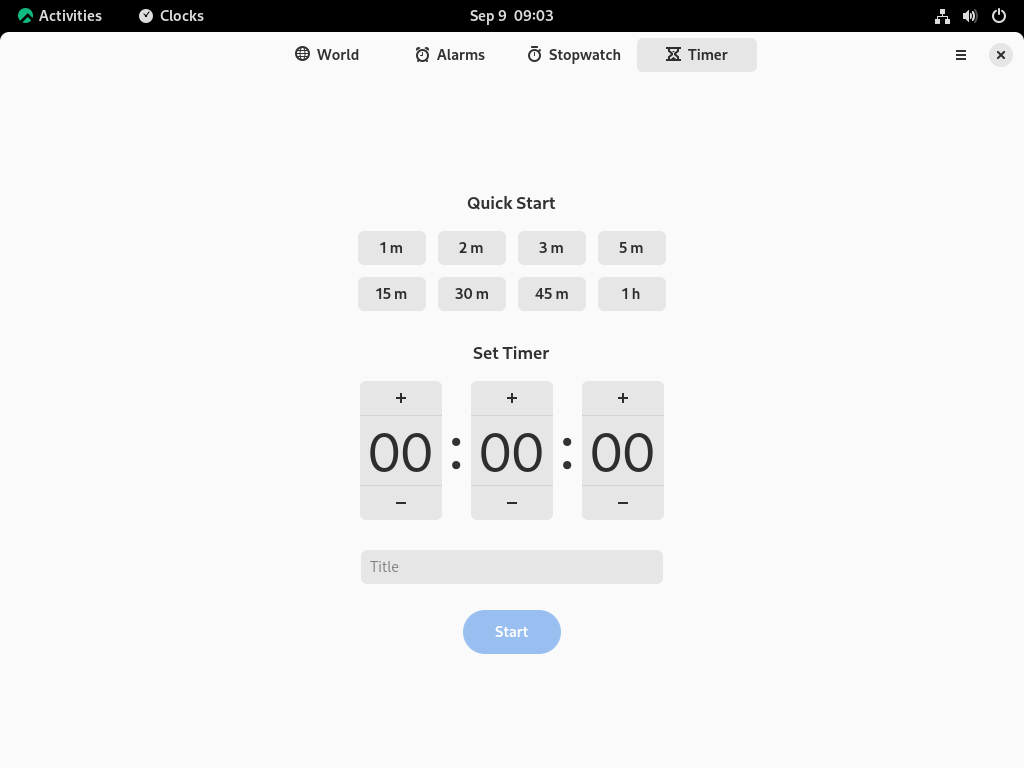 Activities Clocks Sep 9 09:03
World Alarms Stopwatch Timer
Quick Start
1 m 2 m 3 m 5 m
15 m 30 m 45 m 1 h
Set Timer
+ + +
00 : 00 : 00
− − −
Title
Start